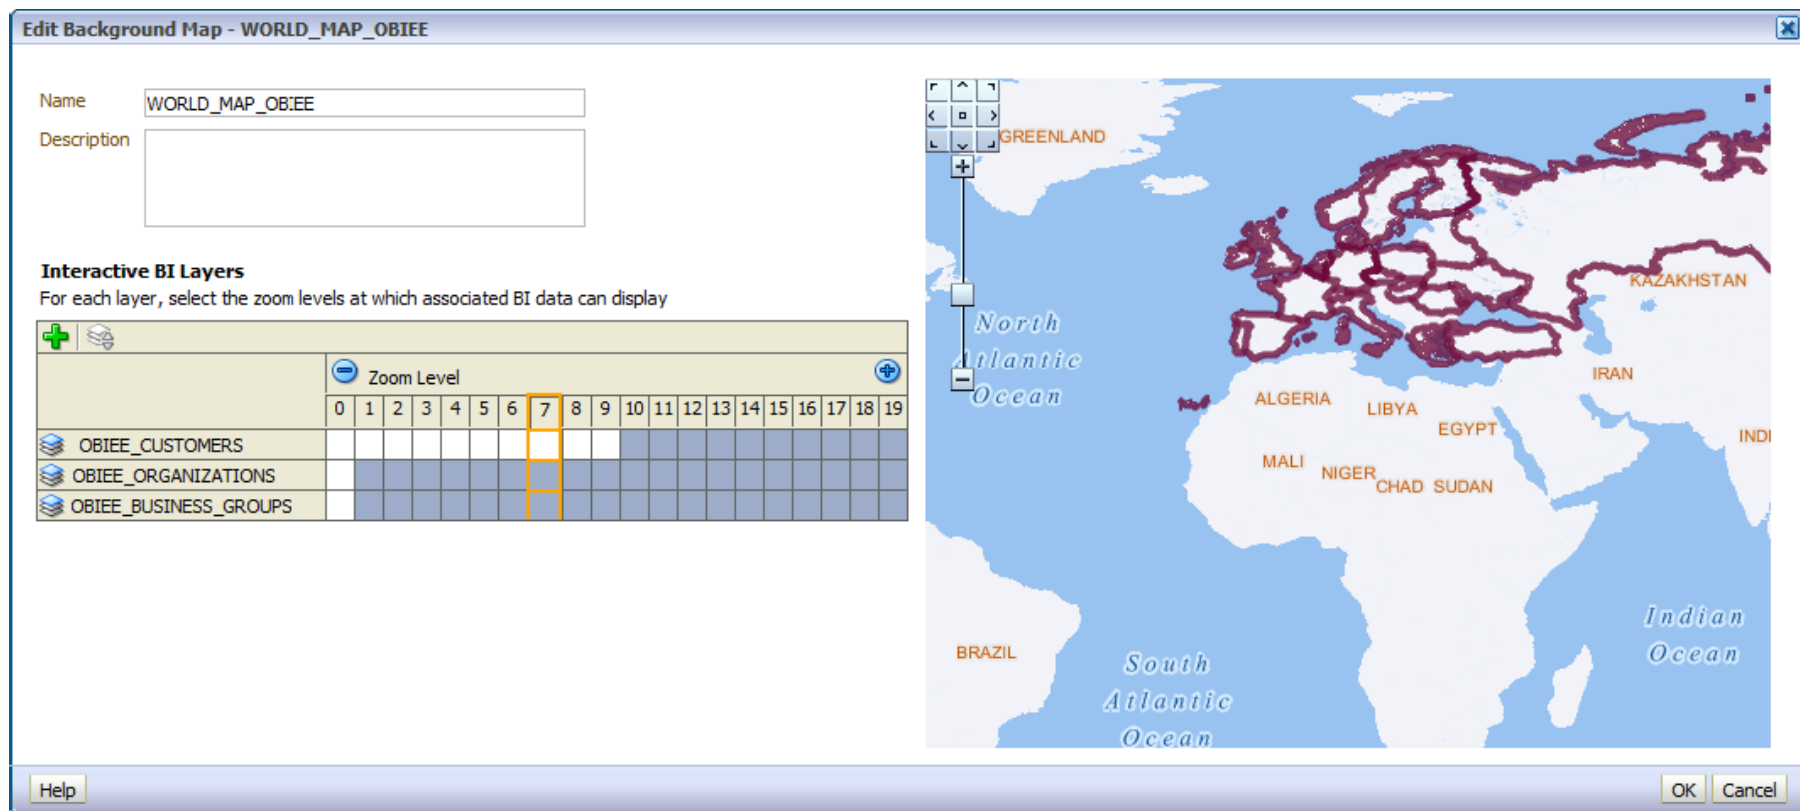 Edit Background Map - WORLD_MAP_OBIEE
Name WORLD_MAP_OBIEE
Description
Interactive BI Layers
For each layer, select the zoom levels at which associated BI data can display
Zoom Level
0 1 2 3 4 5 6 7 8 9 10 11 12 13 14 15 16 17 18 19
OBIEE_CUSTOMERS
OBIEE_ORGANIZATIONS
OBIEE_BUSINESS_GROUPS
GREENLAND
KAZAKHSTAN
North
Atlantic
Ocean
IRAN
ALGERIA
LIBYA
EGYPT
INDI
MALI
NIGER
CHAD
SUDAN
Indian
Ocean
BRAZIL
South
Atlantic
Ocean
Help
OK
Cancel